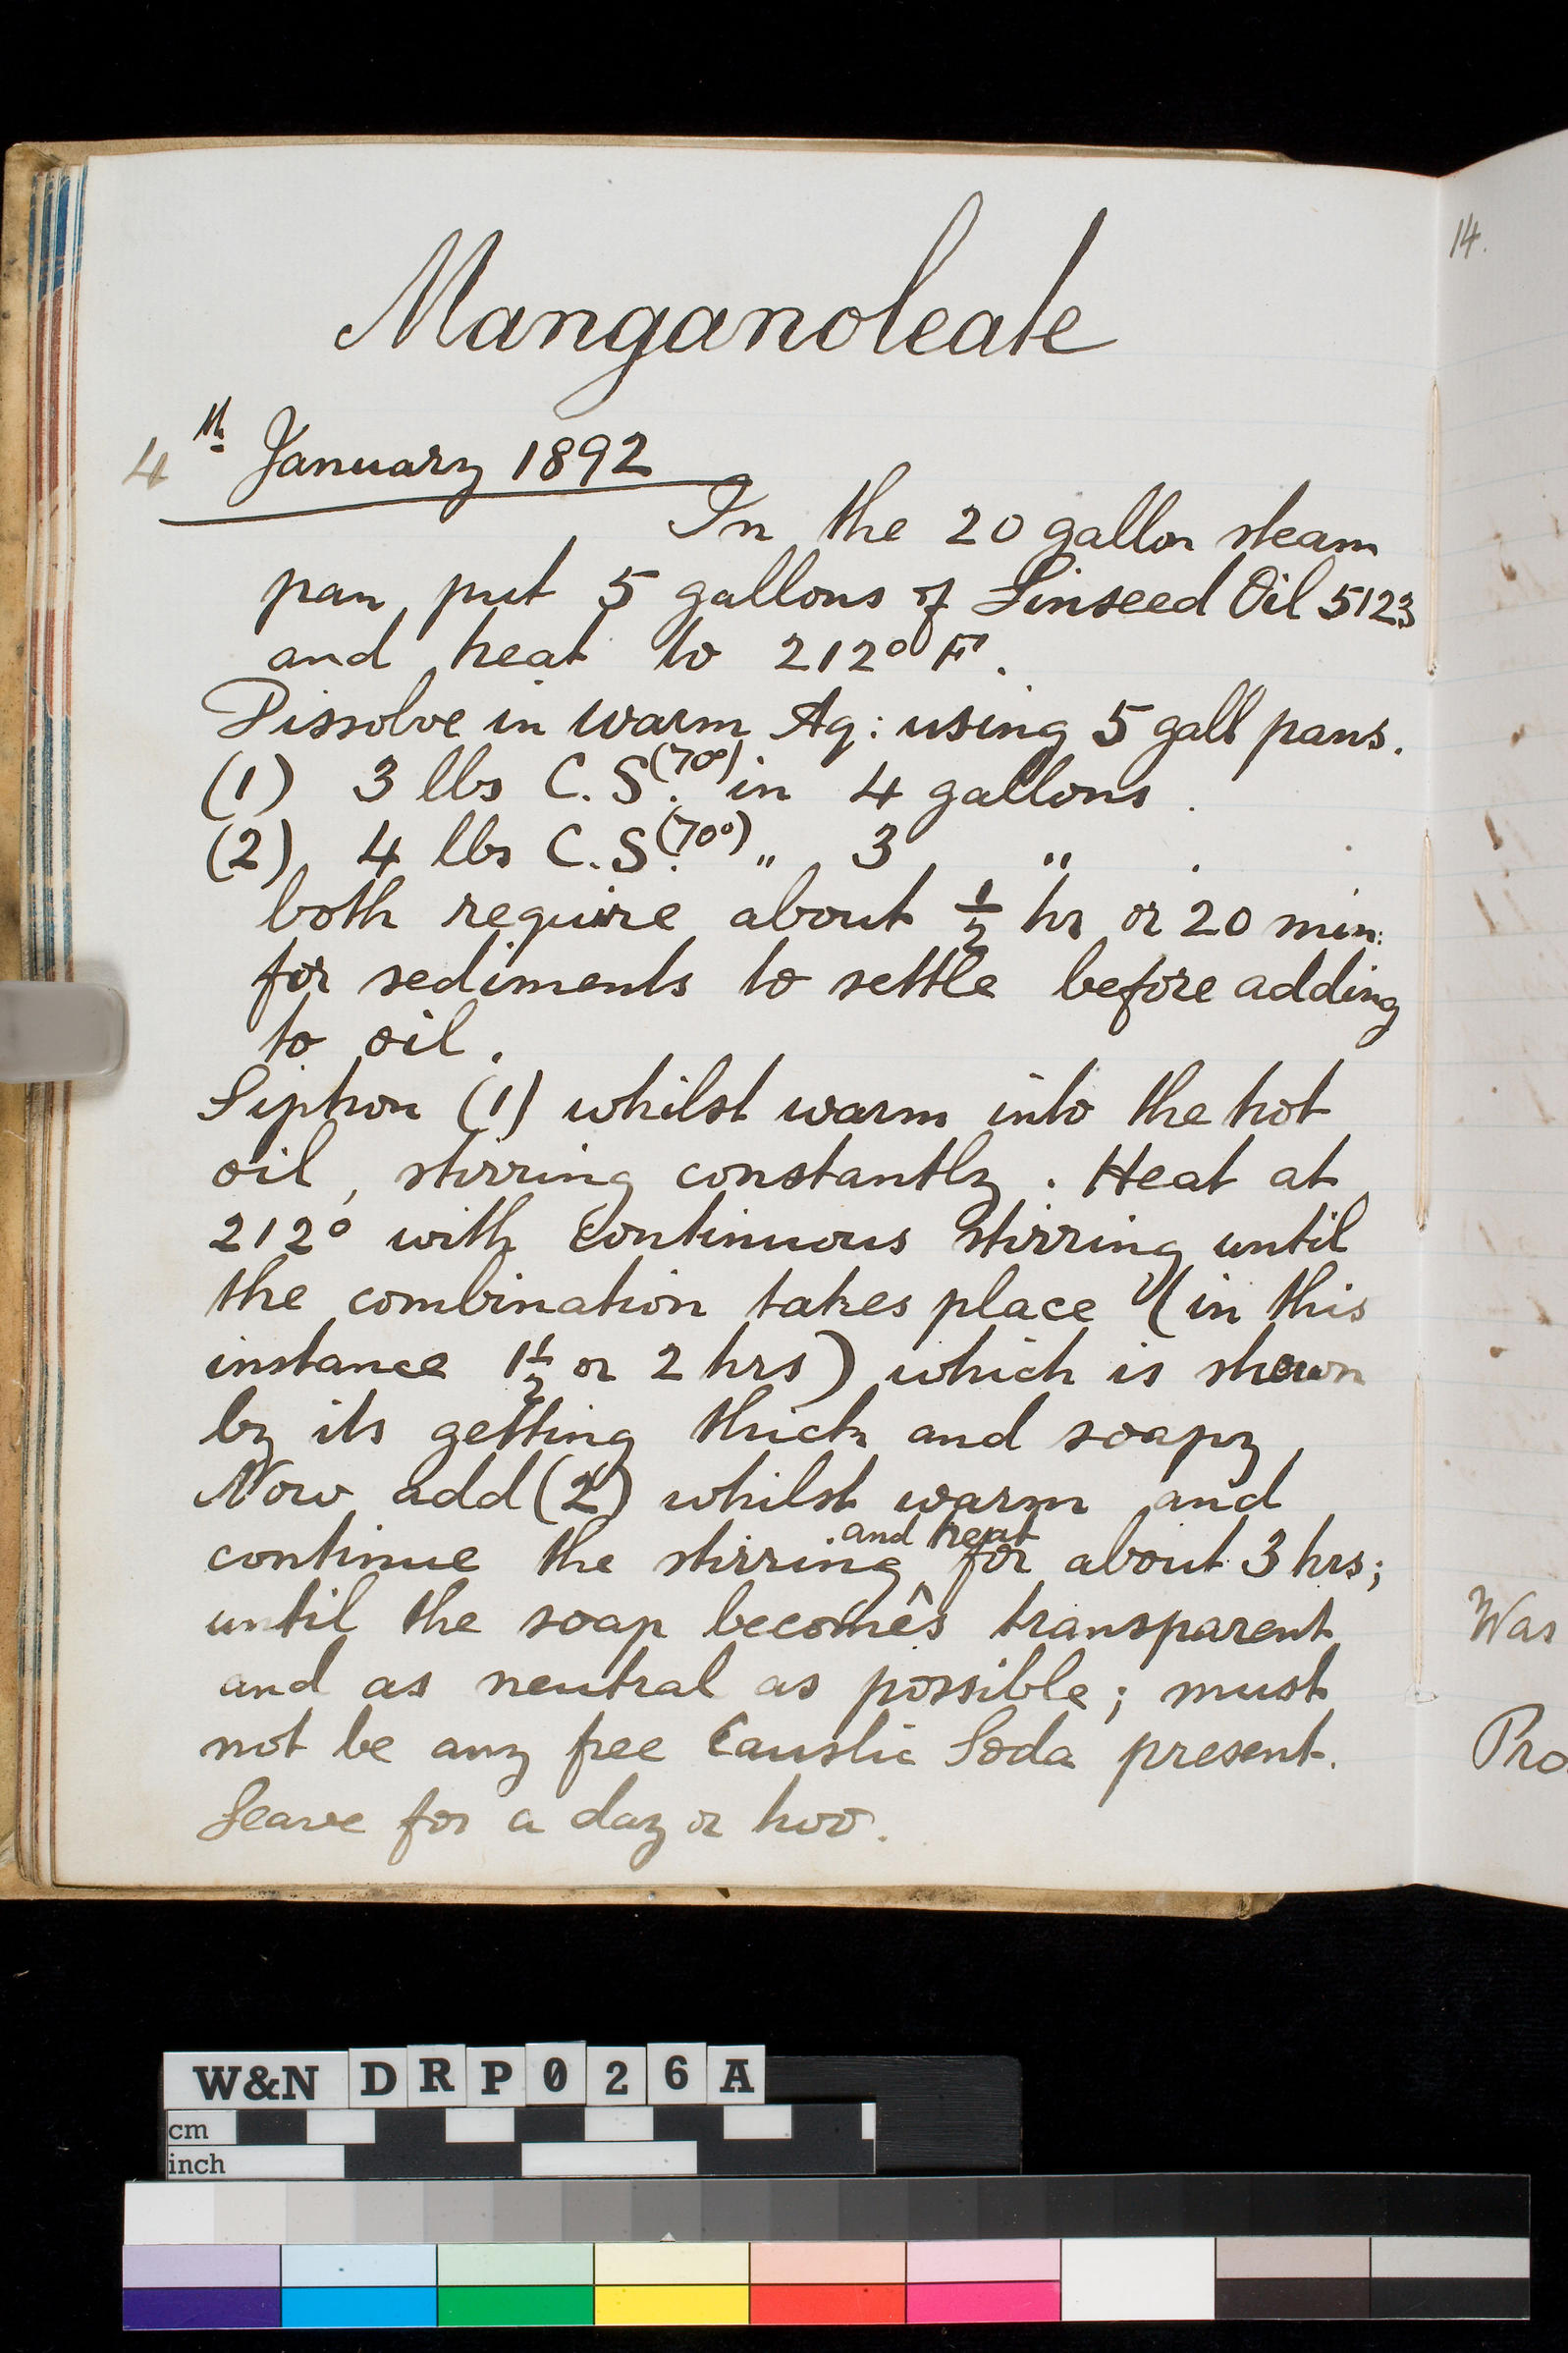 Manganoleate
4th January 1892
In the 20 gallon steam
pan put 5 gallons of Linseed Oil 5123
and heat to 212° F.
Dissolve in warm Aq: using 5 gall pans.
(1) 3 lbs C.S.(70°) in 4 gallons.
(2) 4 lbs C.S.(70°) " 3 " .
both require about 1/2 hr or 20 min:
for sediments to settle before adding
to oil.
Siphon (1) whilst warm into the hot
oil, stirring constantly. Heat at
212° with continuous stirring until
the combination takes place (in this
instance 1½ or 2 hrs) which is shewn
by its getting thick and soapy
Now add (2) whilst warm and
continue the stirring and heat for about 3 hrs;
until the soap becomes transparent
and as neutral as possible; must
not be any free Caustic Soda present.
Leave for a day or two.
14.
Was
Pro
W&N DRP026A
cm
inch